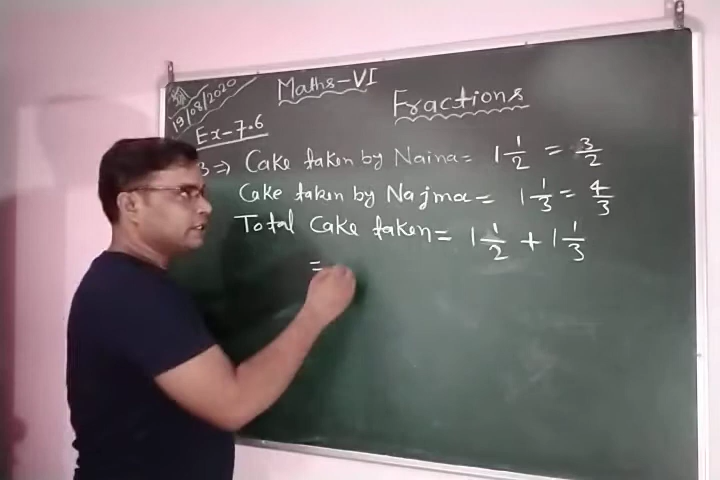 Maths-VI
19/08/2020
Fractions
Ex-7.6
3 ⇒ Cake taken by Naina = 1 1/2 = 3/2
Cake taken by Najma = 1 1/3 = 4/3
Total Cake taken = 1 1/2 + 1 1/3
=